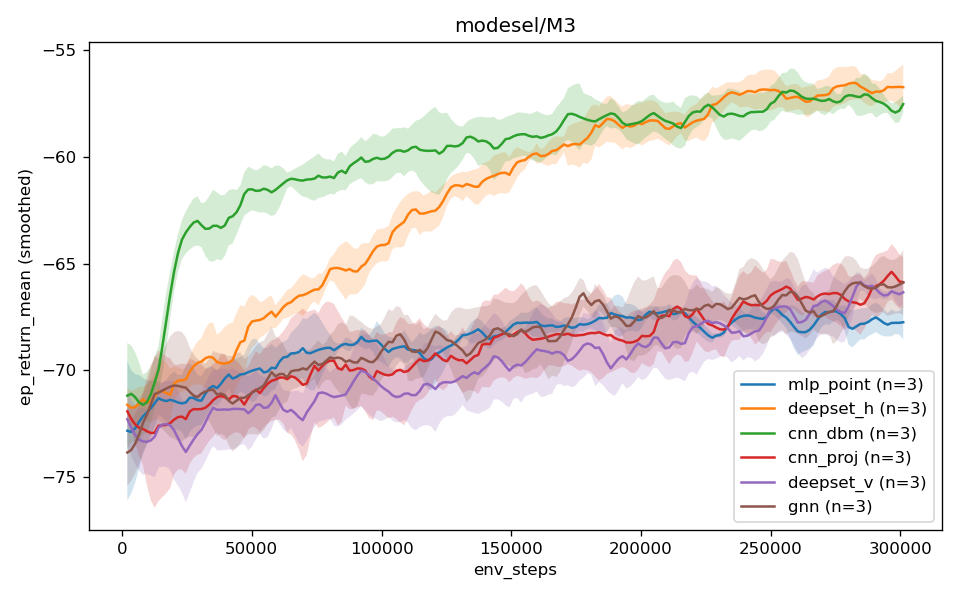 modesel/M3
ep_return_mean (smoothed)
−55
−60
−65
−70
−75
0
50000
100000
150000
200000
250000
300000
env_steps
mlp_point (n=3)
deepset_h (n=3)
cnn_dbm (n=3)
cnn_proj (n=3)
deepset_v (n=3)
gnn (n=3)